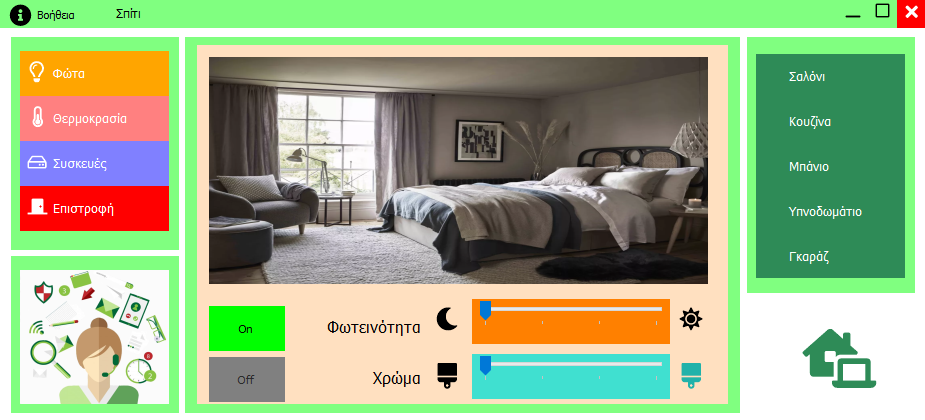 Βοήθεια
Σπίτι
Φώτα
Θερμοκρασία
Συσκευές
Επιστροφή
On
Off
Φωτεινότητα
Χρώμα
Σαλόνι
Κουζίνα
Μπάνιο
Υπνοδωμάτιο
Γκαράζ